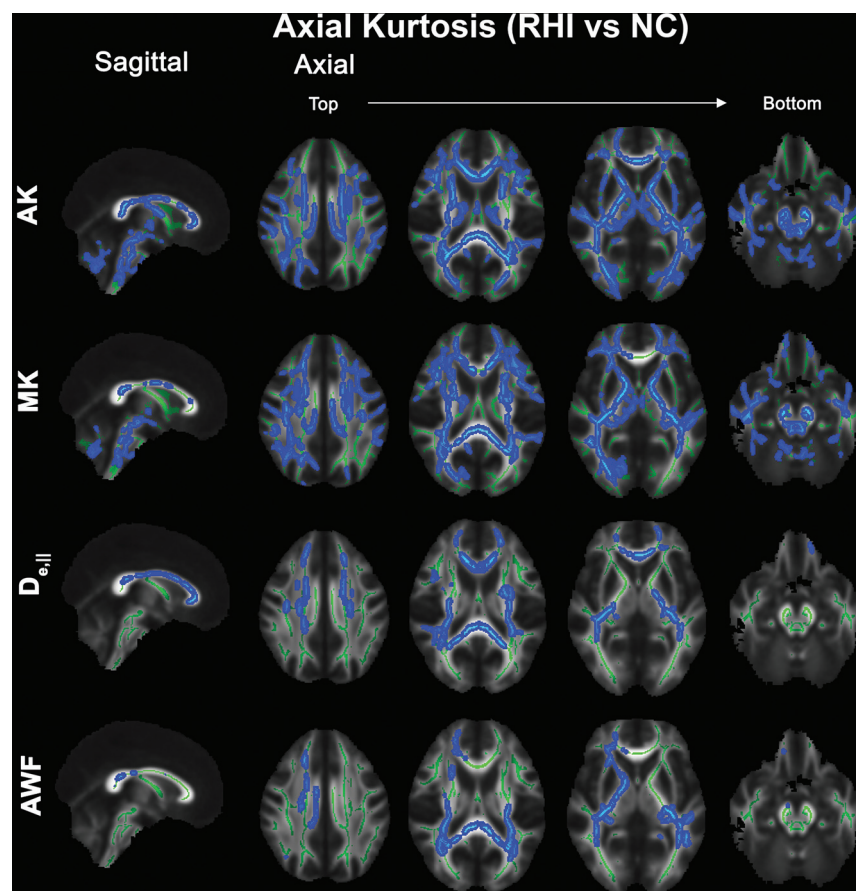 Axial Kurtosis (RHI vs NC)
Sagittal Axial
Top Bottom
AK
MK
De,||
AWF